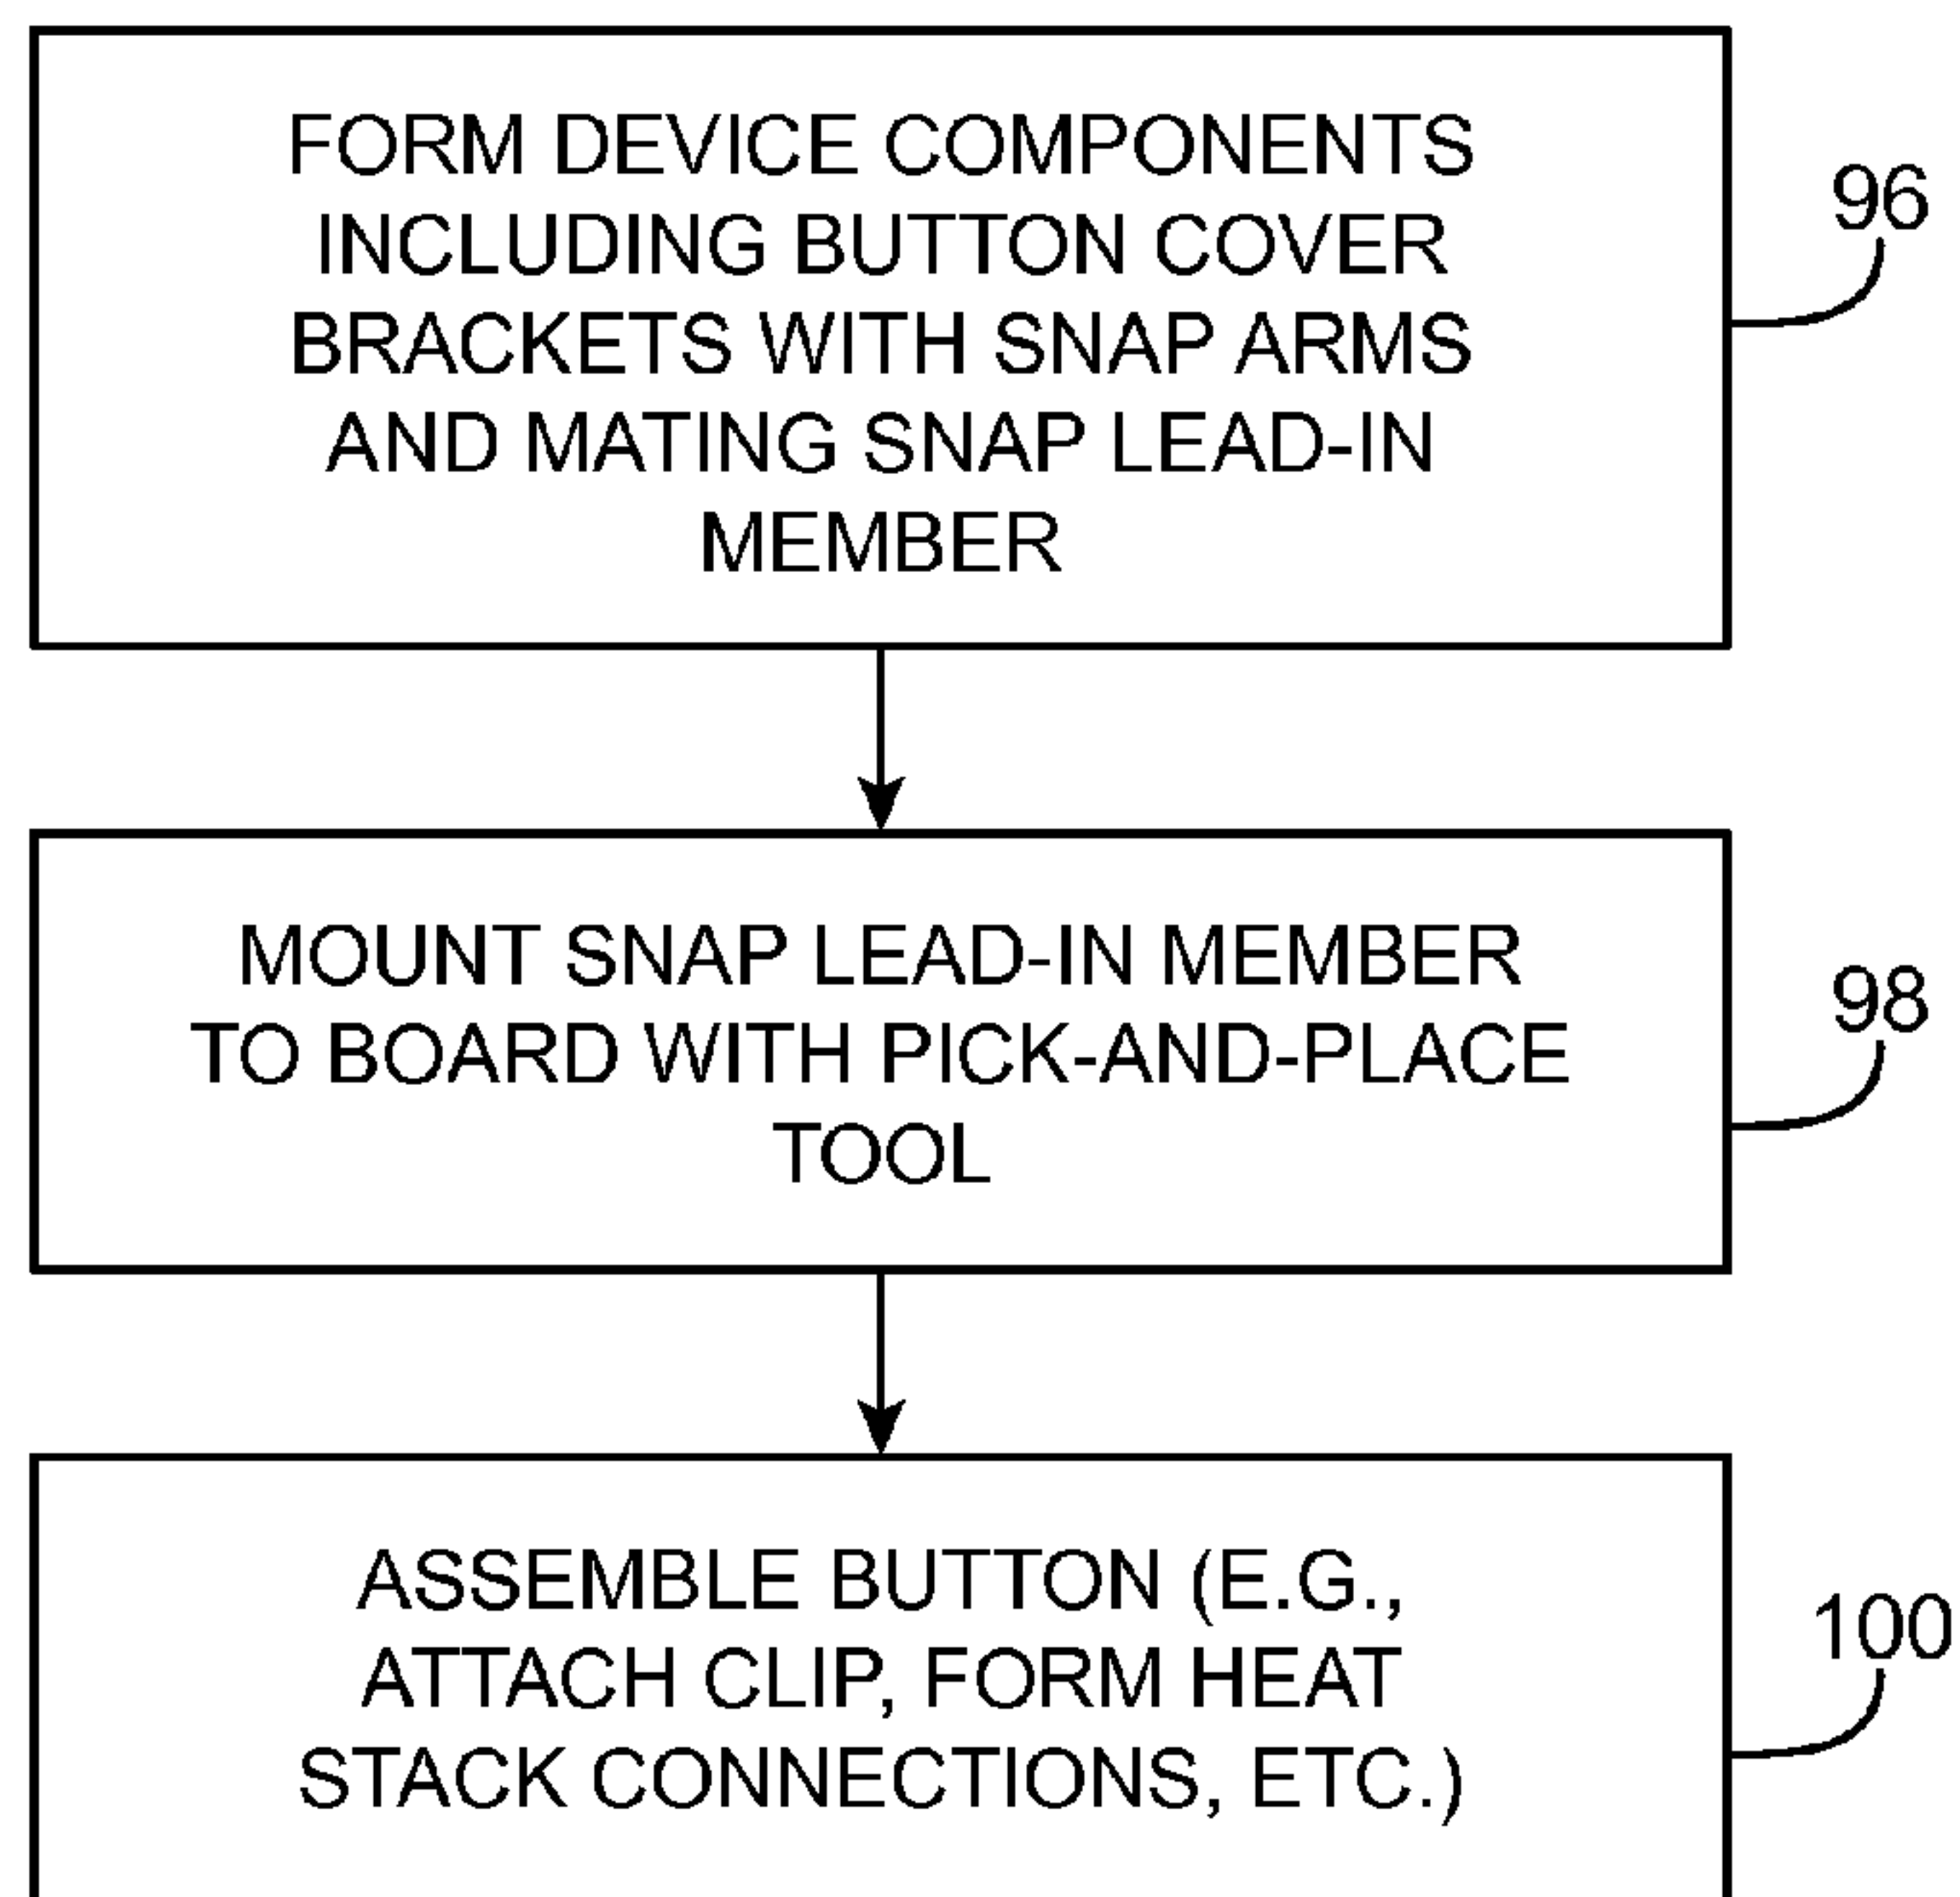 FORM DEVICE COMPONENTS
INCLUDING BUTTON COVER
BRACKETS WITH SNAP ARMS
AND MATING SNAP LEAD-IN
MEMBER
96
MOUNT SNAP LEAD-IN MEMBER
TO BOARD WITH PICK-AND-PLACE
TOOL
98
ASSEMBLE BUTTON (E.G.,
ATTACH CLIP, FORM HEAT
STACK CONNECTIONS, ETC.)
100